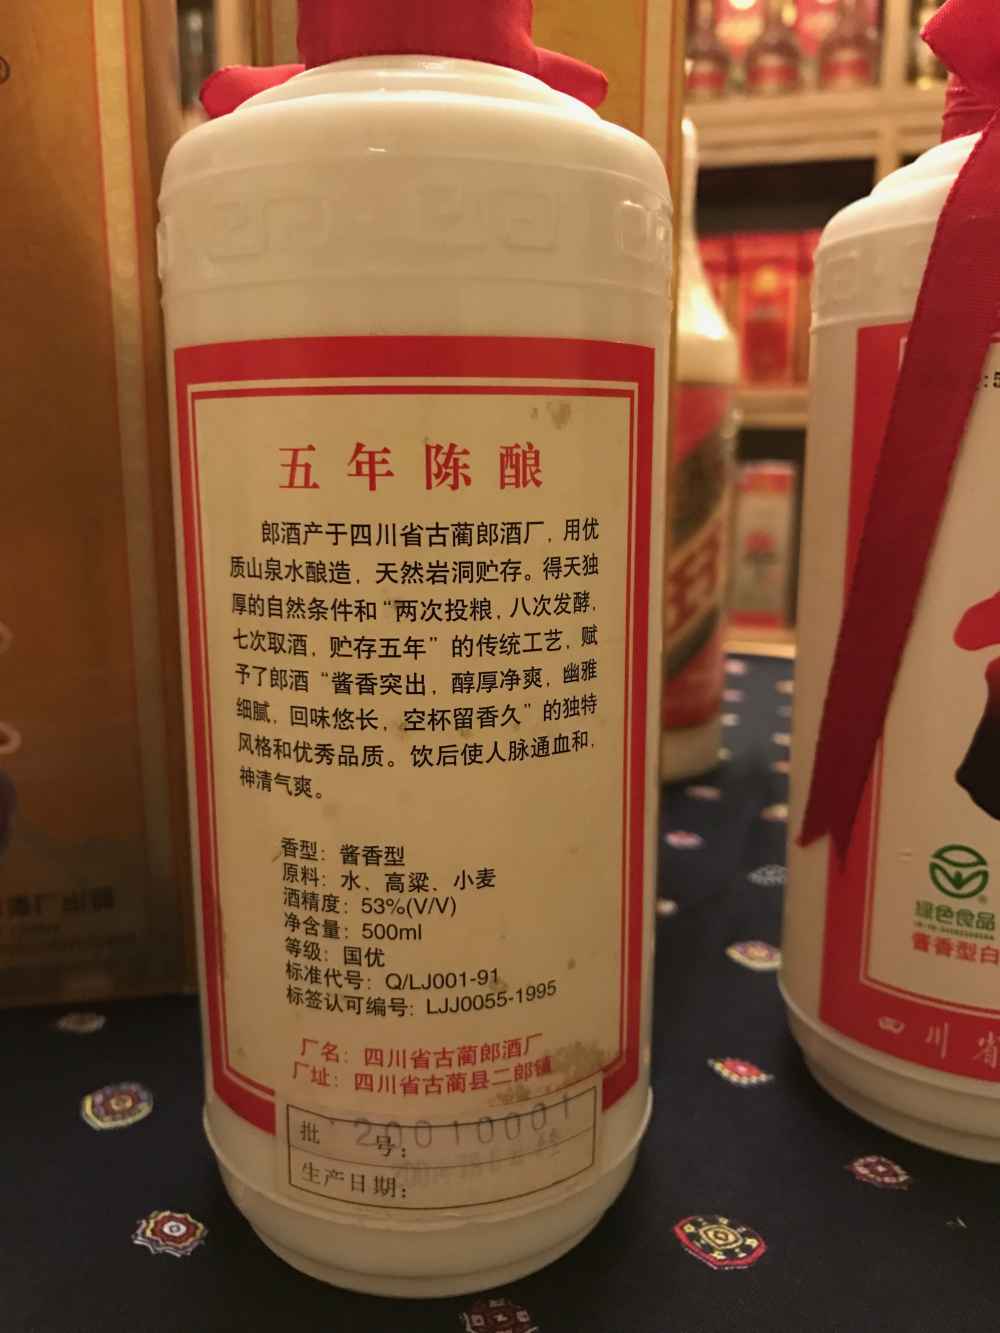 五年陈酿
郎酒产于四川省古蔺郎酒厂，用优
质山泉水酿造，天然岩洞贮存。得天独
厚的自然条件和“两次投粮，八次发酵，
七次取酒，贮存五年”的传统工艺，赋
予了郎酒“酱香突出，醇厚净爽，幽雅
细腻，回味悠长，空杯留香久”的独特
风格和优秀品质。饮后使人脉通血和，
神清气爽。
香型：酱香型
原料：水、高粱、小麦
酒精度：53%(V/V)
净含量：500ml
等级：国优
标准代号：Q/LJ001-91
标签认可编号：LJJ0055-1995
厂名：四川省古蔺郎酒厂
厂址：四川省古蔺县二郎镇
批号：20010001
生产日期：
绿色食品
酱香型白
四川省